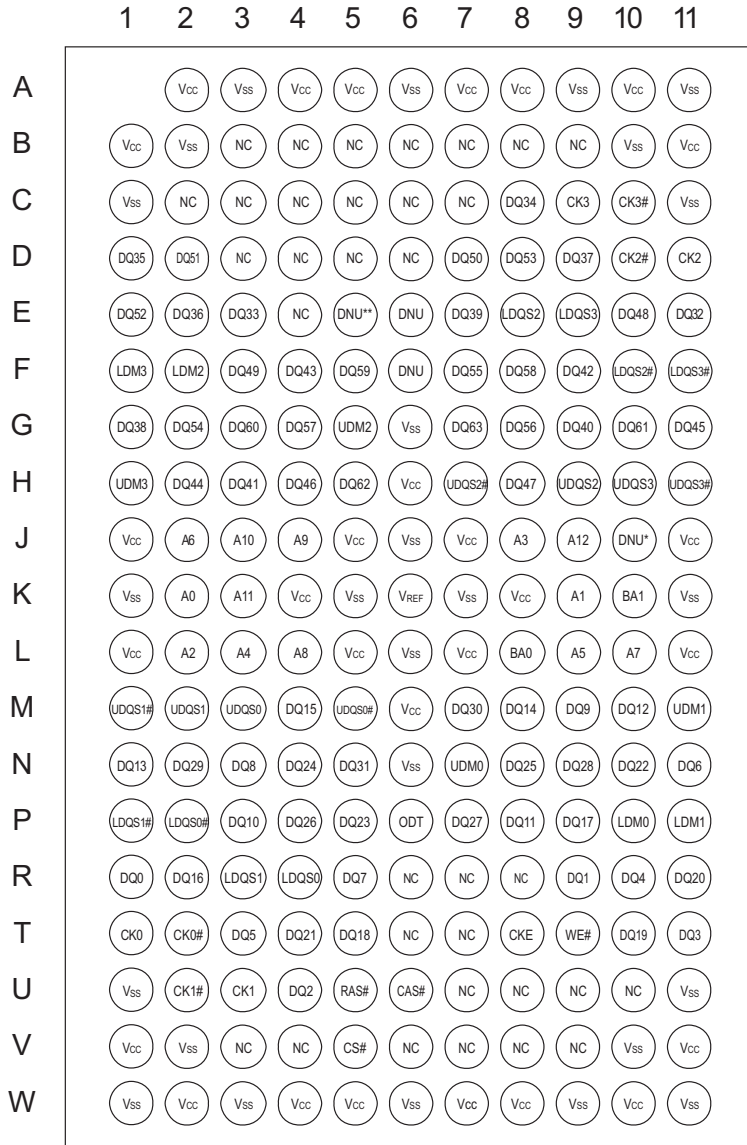 1 2 3 4 5 6 7 8 9 10 11
A Vcc Vss Vcc Vcc Vss Vcc Vcc Vss Vcc Vss
B Vcc Vss NC NC NC NC NC NC NC Vss Vcc
C Vss NC NC NC NC NC NC DQ34 CK3 CK3# Vss
D DQ35 DQ51 NC NC NC NC DQ50 DQ53 DQ37 CK2# CK2
E DQ52 DQ36 DQ33 NC DNU** DNU DQ39 LDQS2 LDQS3 DQ48 DQ32
F LDM3 LDM2 DQ49 DQ43 DQ59 DNU DQ55 DQ58 DQ42 LDQS2# LDQS3#
G DQ38 DQ54 DQ60 DQ57 UDM2 Vss DQ63 DQ56 DQ40 DQ61 DQ45
H UDM3 DQ44 DQ41 DQ46 DQ62 Vcc UDQS2# DQ47 UDQS2 UDQS3 UDQS3#
J Vcc A6 A10 A9 Vcc Vss Vcc A3 A12 DNU* Vcc
K Vss A0 A11 Vcc Vss VREF Vss Vcc A1 BA1 Vss
L Vcc A2 A4 A8 Vcc Vss Vcc BA0 A5 A7 Vcc
M UDQS1# UDQS1 UDQS0 DQ15 UDQS0# Vcc DQ30 DQ14 DQ9 DQ12 UDM1
N DQ13 DQ29 DQ8 DQ24 DQ31 Vss UDM0 DQ25 DQ28 DQ22 DQ6
P LDQS1# LDQS0# DQ10 DQ26 DQ23 ODT DQ27 DQ11 DQ17 LDM0 LDM1
R DQ0 DQ16 LDQS1 LDQS0 DQ7 NC NC NC DQ1 DQ4 DQ20
T CK0 CK0# DQ5 DQ21 DQ18 NC NC CKE WE# DQ19 DQ3
U Vss CK1# CK1 DQ2 RAS# CAS# NC NC NC NC Vss
V Vcc Vss NC NC CS# NC NC NC NC Vss Vcc
W Vss Vcc Vss Vcc Vcc Vss Vcc Vcc Vss Vcc Vss